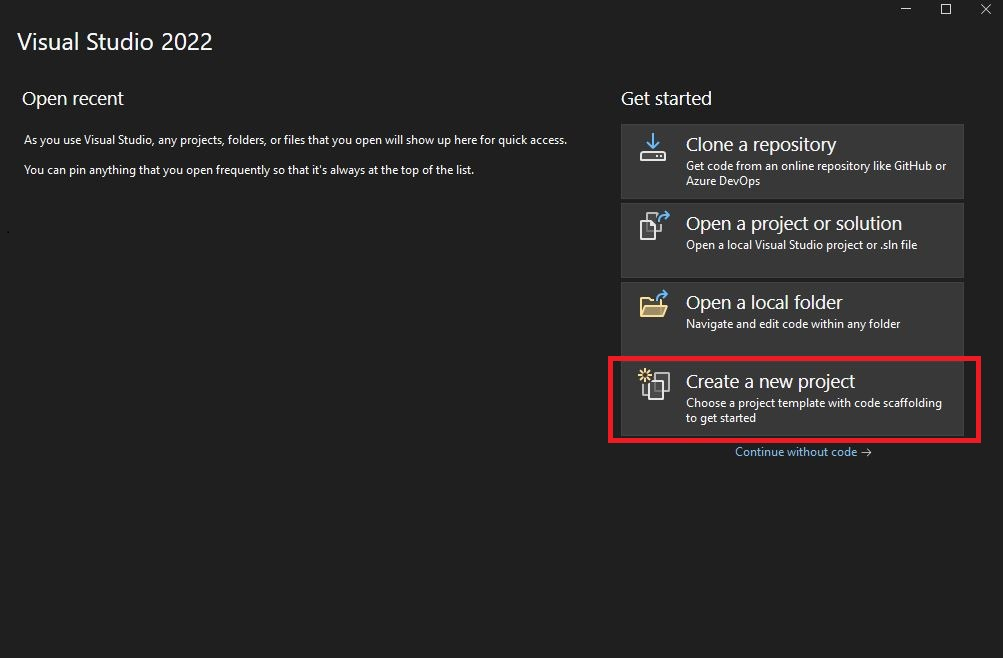 Visual Studio 2022
Open recent
As you use Visual Studio, any projects, folders, or files that you open will show up here for quick access.
You can pin anything that you open frequently so that it's always at the top of the list.
Get started
Clone a repository
Get code from an online repository like GitHub or
Azure DevOps
Open a project or solution
Open a local Visual Studio project or .sln file
Open a local folder
Navigate and edit code within any folder
Create a new project
Choose a project template with code scaffolding
to get started
Continue without code →